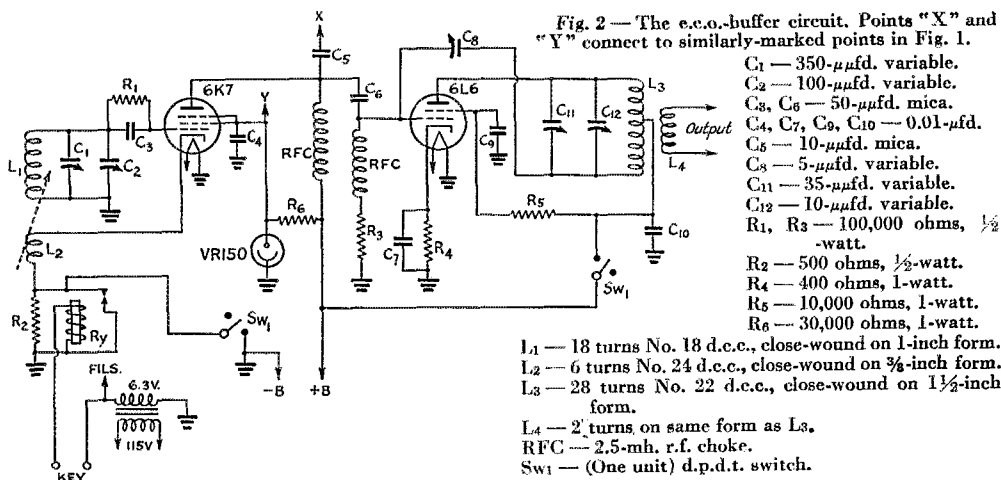 Fig. 2 — The e.c.o.-buffer circuit. Points "X" and
"Y" connect to similarly-marked points in Fig. 1.
C1 — 350-μμfd. variable.
C2 — 100-μμfd. variable.
C3, C6 — 50-μμfd. mica.
C4, C7, C9, C10 — 0.01-μfd.
C5 — 10-μμfd. mica.
C8 — 5-μμfd. variable.
C11 — 35-μμfd. variable.
C12 — 10-μμfd. variable.
R1, R3 — 100,000 ohms, ½
-watt.
R2 — 500 ohms, ½-watt.
R4 — 400 ohms, 1-watt.
R5 — 10,000 ohms, 1-watt.
R6 — 30,000 ohms, 1-watt.
L1 — 18 turns No. 18 d.c.c., close-wound on 1-inch form.
L2 — 6 turns No. 24 d.c.c., close-wound on ⅜-inch form.
L3 — 28 turns No. 22 d.c.c., close-wound on 1½-inch
form.
L4 — 2 turns on same form as L3.
RFC — 2.5-mh. r.f. choke.
Sw1 — (One unit) d.p.d.t. switch.
X
C5
C8
R1
6K7
Y
C6
6L6
L3
C3
C4
C11
C12
Output
L1
C1
C2
RFC
RFC
C9
L4
R6
R5
L2
VR150
R3
C7
R4
C10
Sw1
R2
Ry
Sw1
FILS.
6.3V.
-B
+B
115V
KEY